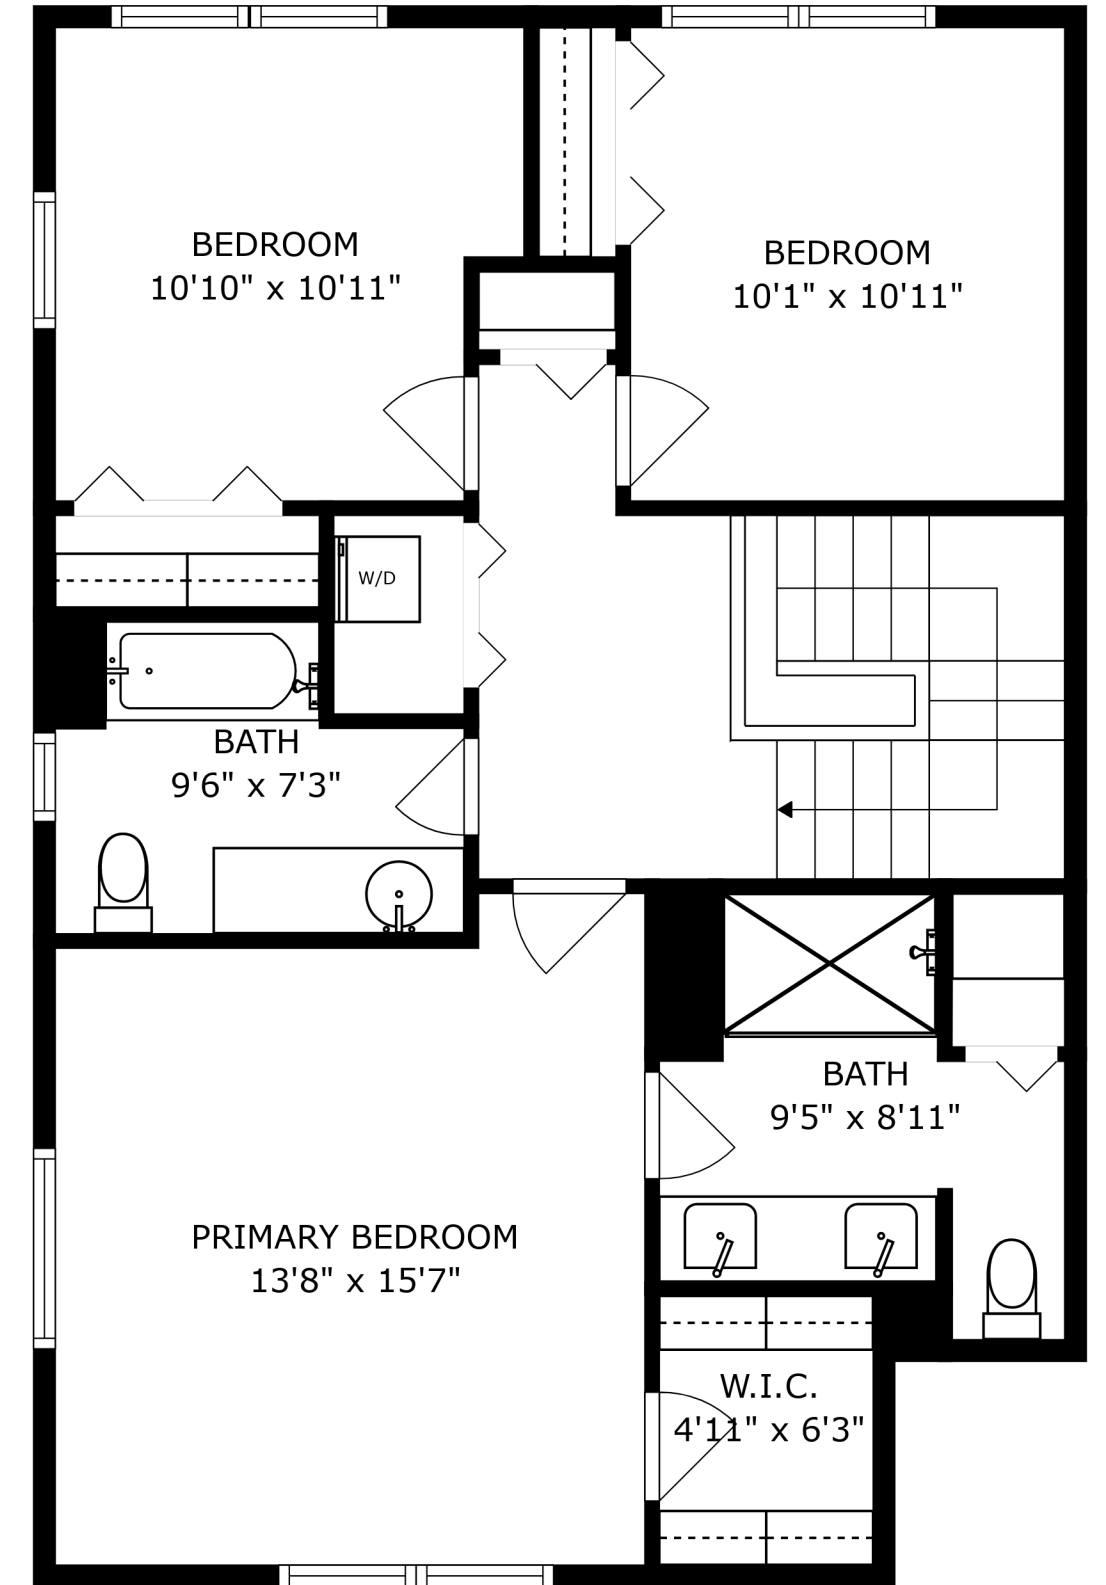 BEDROOM
10'10" x 10'11"
BEDROOM
10'1" x 10'11"
W/D
BATH
9'6" x 7'3"
BATH
9'5" x 8'11"
PRIMARY BEDROOM
13'8" x 15'7"
W.I.C.
4'11" x 6'3"